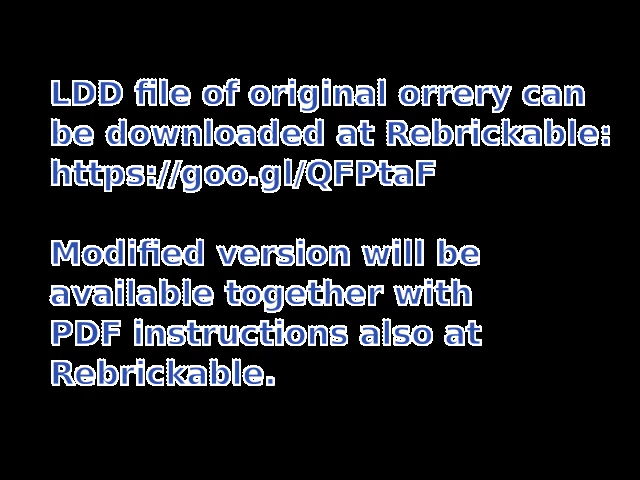 LDD file of original orrery can
be downloaded at Rebrickable:
https://goo.gl/QFPtaF
Modified version will be
available together with
PDF instructions also at
Rebrickable.